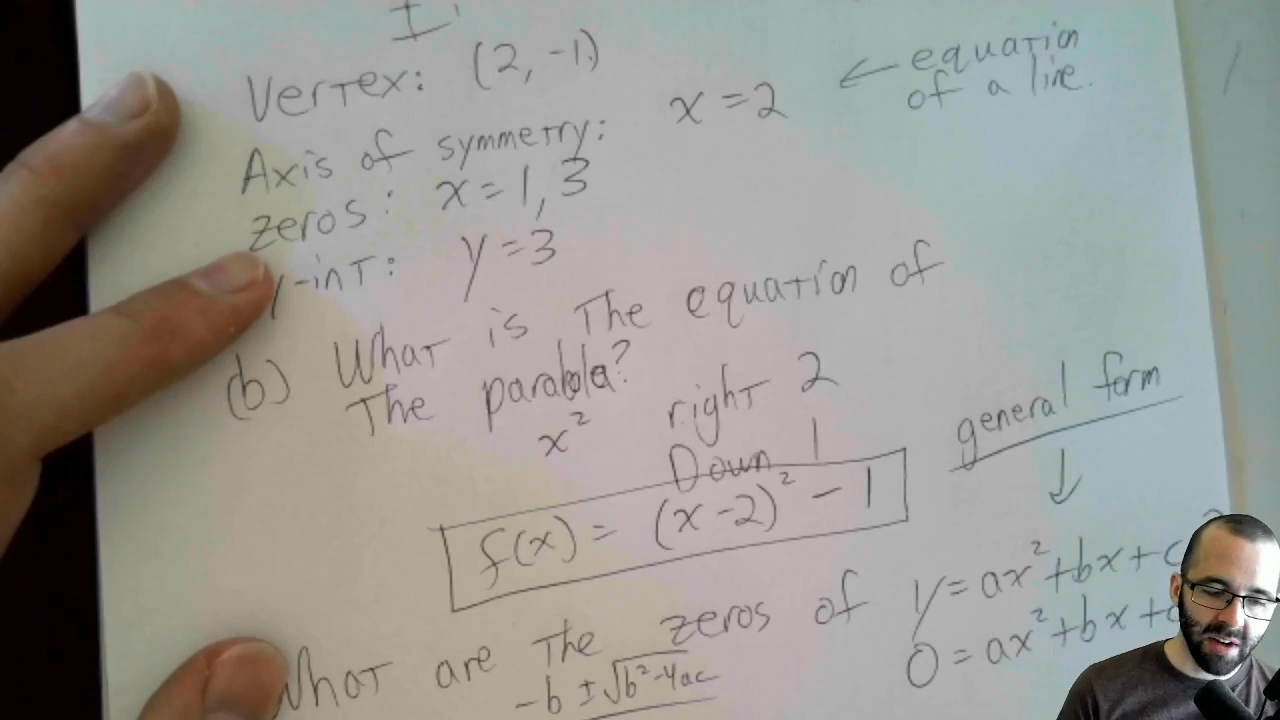 Vertex: (2, -1)
x = 2 ← equation of a line.
Axis of symmetry:
zeros: x = 1, 3
y-int: y = 3
(b) What is The equation of
The parabola?
x² right 2
Down 1
general form
↓
f(x) = (x-2)² - 1
y = ax² + bx + c
What are The zeros of
0 = ax² + bx +
-b ± √b²-4ac